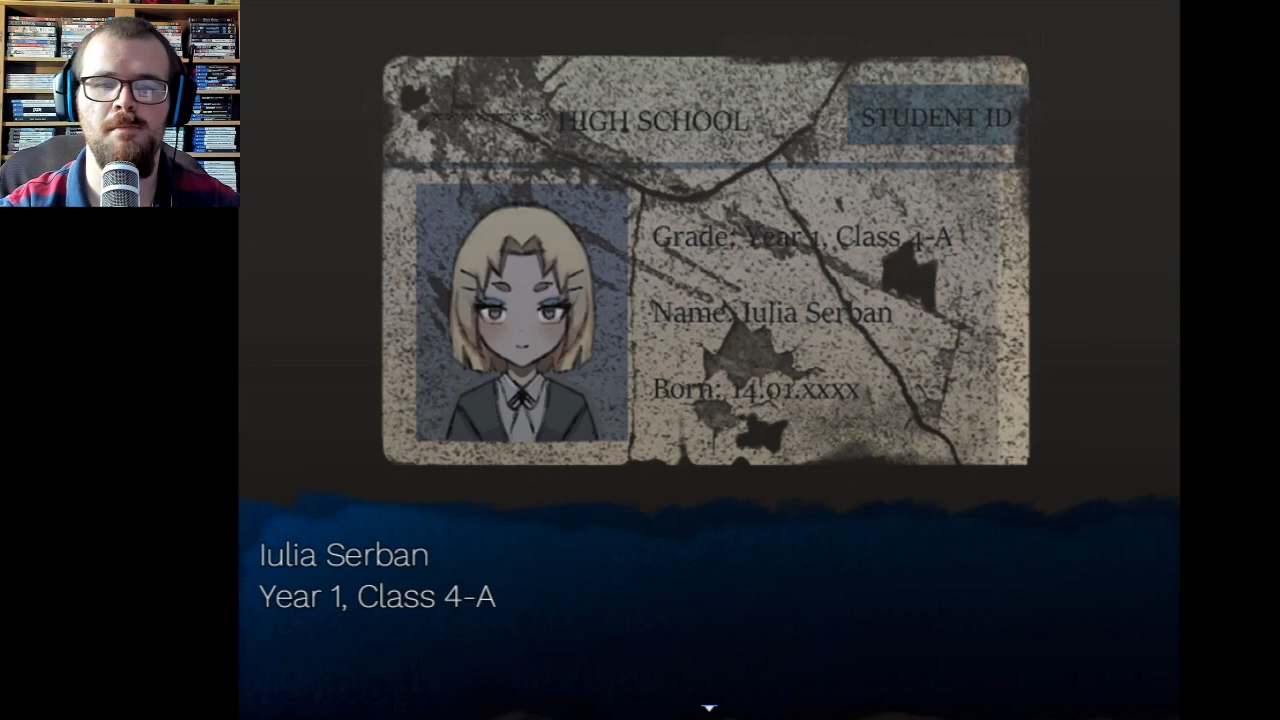 HIGH SCHOOL
STUDENT ID
Grade: Year 1, Class 4-A
Name: Iulia Serban
Born: 14.01.xxxx
Iulia Serban
Year 1, Class 4-A